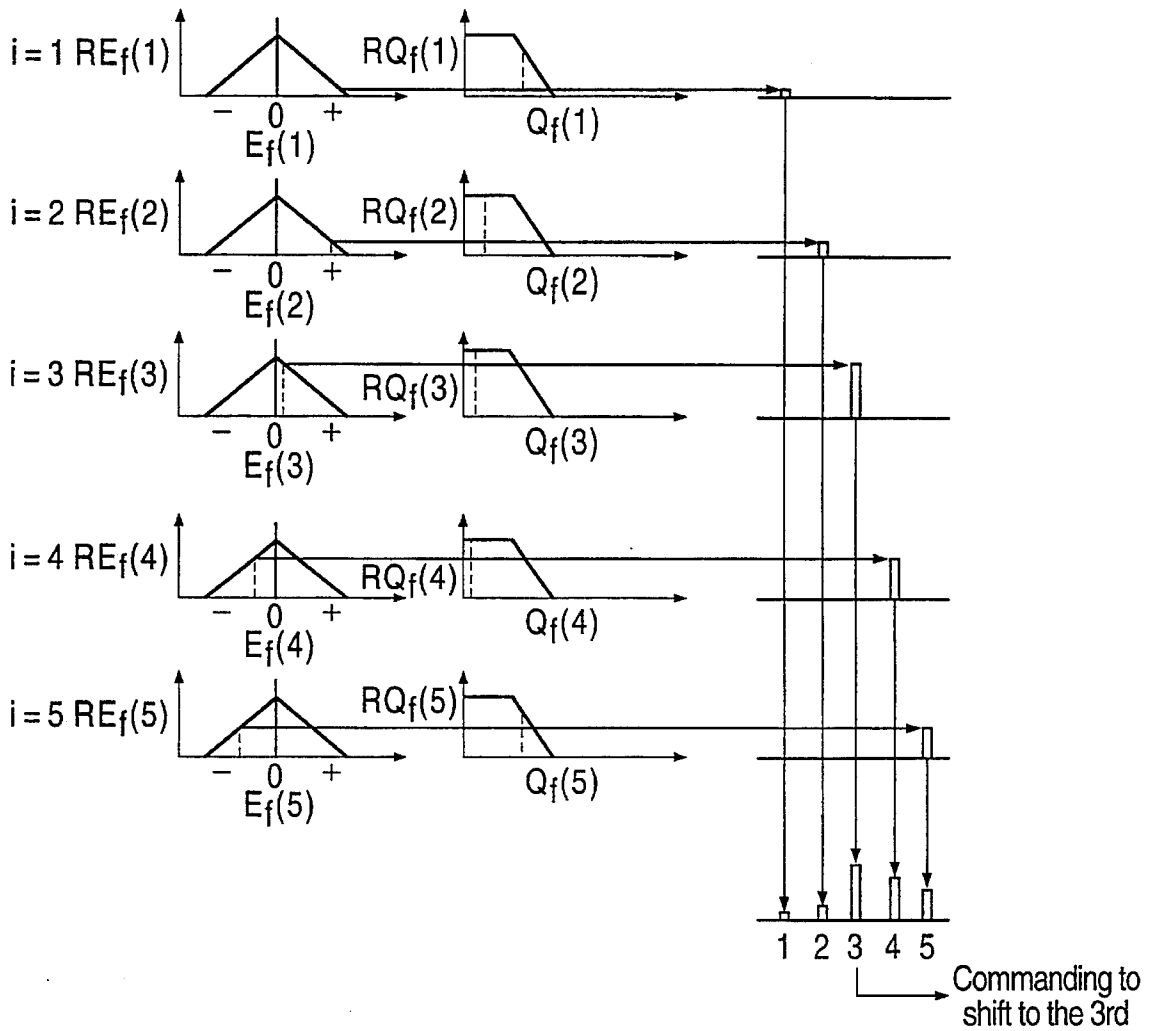 i = 1 REf(1)
RQf(1)
− 0 +
Ef(1)
Qf(1)
i = 2 REf(2)
RQf(2)
− 0 +
Ef(2)
Qf(2)
i = 3 REf(3)
RQf(3)
− 0 +
Ef(3)
Qf(3)
i = 4 REf(4)
RQf(4)
− 0 +
Ef(4)
Qf(4)
i = 5 REf(5)
RQf(5)
− 0 +
Ef(5)
Qf(5)
1 2 3 4 5
Commanding to
shift to the 3rd